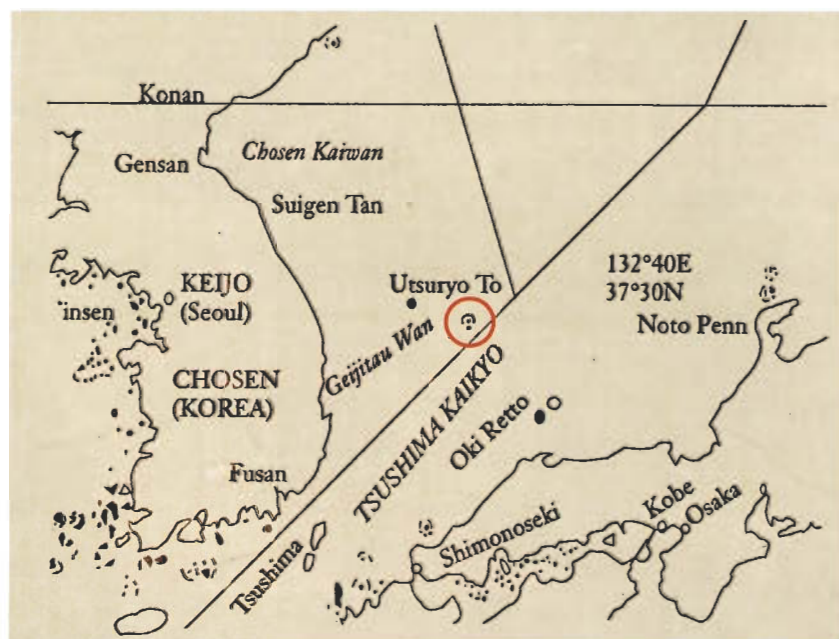 Konan
Gensan
Chosen Kaiwan
Suigen Tan
KEIJO
(Seoul)
insen
CHOSEN
(KOREA)
Fusan
Utsuryo To
Geijitau Wan
132°40E
37°30N
Noto Penn
TSUSHIMA KAIKYO
Oki Retto
Tsushima
Shimonoseki
Kobe
Osaka